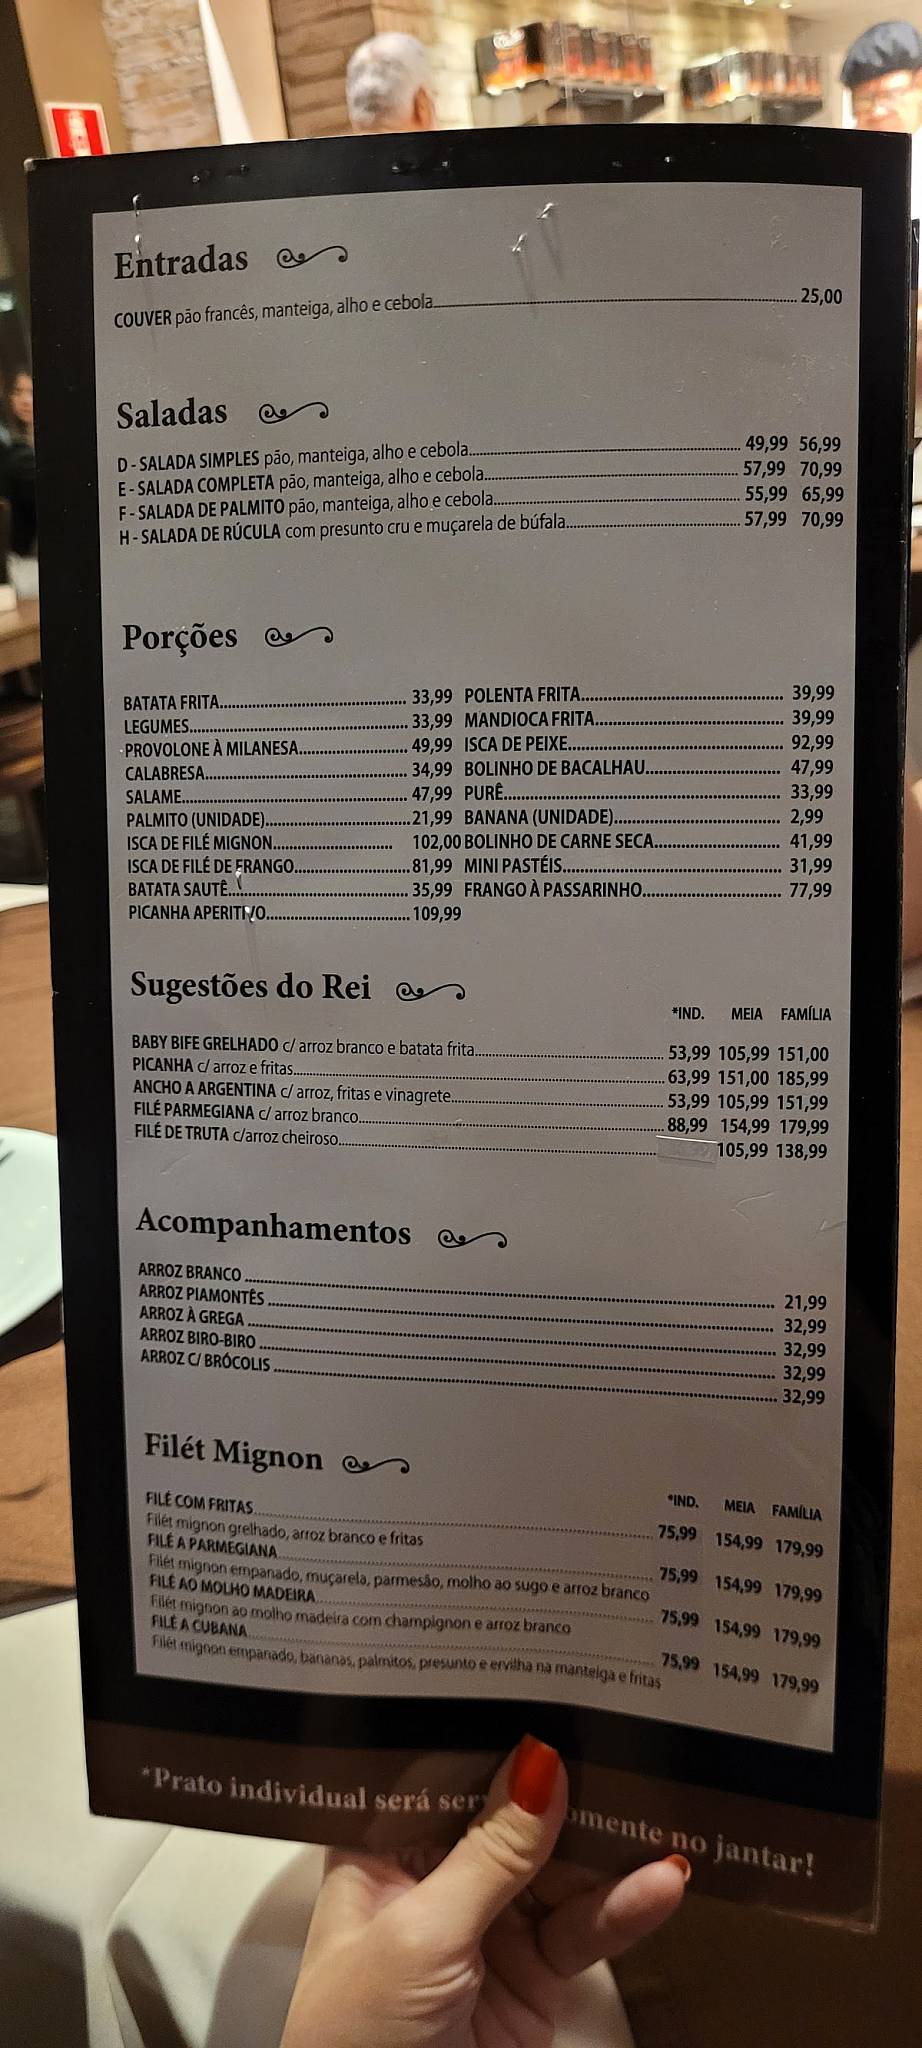 Entradas
COUVER pão francês, manteiga, alho e cebola 25,00
Saladas
D - SALADA SIMPLES pão, manteiga, alho e cebola 49,99 56,99
E - SALADA COMPLETA pão, manteiga, alho e cebola 57,99 70,99
F - SALADA DE PALMITO pão, manteiga, alho e cebola 55,99 65,99
H - SALADA DE RÚCULA com presunto cru e muçarela de búfala 57,99 70,99
Porções
BATATA FRITA 33,99 POLENTA FRITA 39,99
LEGUMES 33,99 MANDIOCA FRITA 39,99
PROVOLONE À MILANESA 49,99 ISCA DE PEIXE 92,99
CALABRESA 34,99 BOLINHO DE BACALHAU 47,99
SALAME 47,99 PURÊ 33,99
PALMITO (UNIDADE) 21,99 BANANA (UNIDADE) 2,99
ISCA DE FILÉ MIGNON 102,00 BOLINHO DE CARNE SECA 41,99
ISCA DE FILÉ DE FRANGO 81,99 MINI PASTÉIS 31,99
BATATA SAUTÊ 35,99 FRANGO À PASSARINHO 77,99
PICANHA APERITIVO 109,99
Sugestões do Rei
*IND. MEIA FAMÍLIA
BABY BIFE GRELHADO c/ arroz branco e batata frita 53,99 105,99 151,00
PICANHA c/ arroz e fritas 63,99 151,00 185,99
ANCHO A ARGENTINA c/ arroz, fritas e vinagrete 53,99 105,99 151,99
FILÉ PARMEGIANA c/ arroz branco 88,99 154,99 179,99
FILÉ DE TRUTA c/arroz cheiroso 105,99 138,99
Acompanhamentos
ARROZ BRANCO 21,99
ARROZ PIAMONTÊS 32,99
ARROZ À GREGA 32,99
ARROZ BIRO-BIRO 32,99
ARROZ C/ BRÓCOLIS 32,99
Filét Mignon
*IND. MEIA FAMÍLIA
FILÉ COM FRITAS 75,99 154,99 179,99
Filét mignon grelhado, arroz branco e fritas
FILÉ A PARMEGIANA 75,99 154,99 179,99
Filét mignon empanado, muçarela, parmesão, molho ao sugo e arroz branco
FILÉ AO MOLHO MADEIRA 75,99 154,99 179,99
Filét mignon ao molho madeira com champignon e arroz branco
FILÉ A CUBANA 75,99 154,99 179,99
Filét mignon empanado, bananas, palmitos, presunto e ervilha na manteiga e fritas
*Prato individual será no jantar!